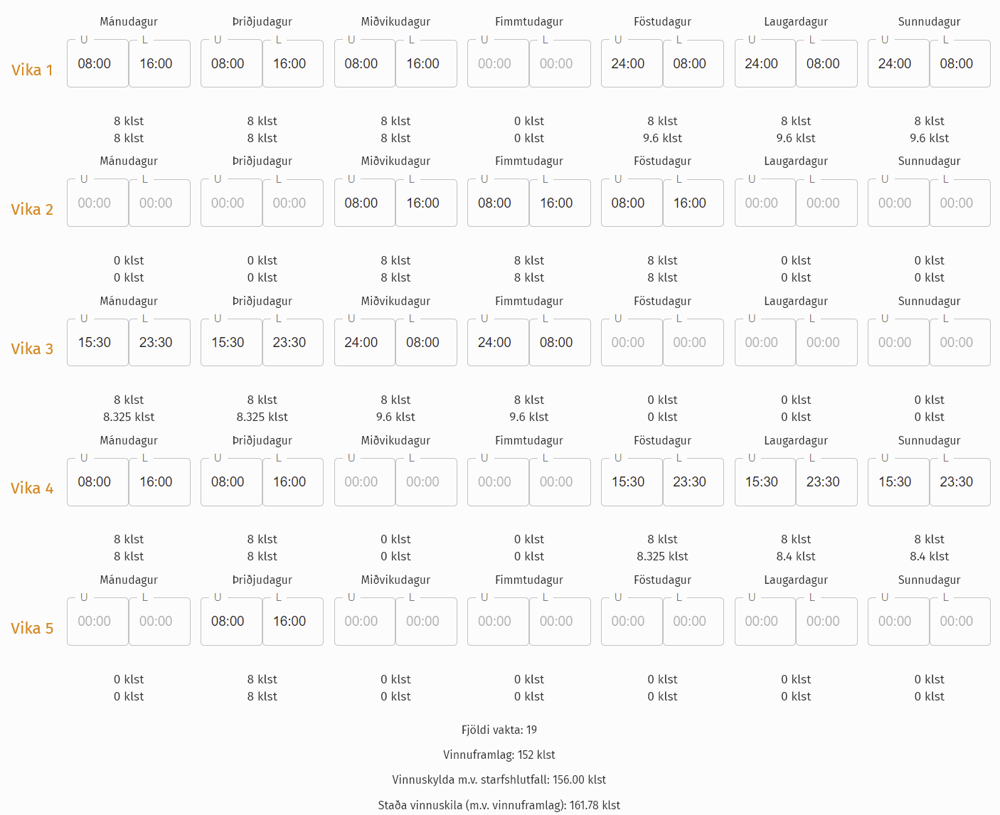 Mánudagur Þriðjudagur Miðvikudagur Fimmtudagur Föstudagur Laugardagur Sunnudagur
U L U L U L U L U L U L U L
Vika 1 08:00 16:00 08:00 16:00 08:00 16:00 00:00 00:00 24:00 08:00 24:00 08:00 24:00 08:00
8 klst 8 klst 8 klst 0 klst 8 klst 8 klst 8 klst
8 klst 8 klst 8 klst 0 klst 9.6 klst 9.6 klst 9.6 klst
Mánudagur Þriðjudagur Miðvikudagur Fimmtudagur Föstudagur Laugardagur Sunnudagur
U L U L U L U L U L U L U L
Vika 2 00:00 00:00 00:00 00:00 08:00 16:00 08:00 16:00 08:00 16:00 00:00 00:00 00:00 00:00
0 klst 0 klst 8 klst 8 klst 8 klst 0 klst 0 klst
0 klst 0 klst 8 klst 8 klst 8 klst 0 klst 0 klst
Mánudagur Þriðjudagur Miðvikudagur Fimmtudagur Föstudagur Laugardagur Sunnudagur
U L U L U L U L U L U L U L
Vika 3 15:30 23:30 15:30 23:30 24:00 08:00 24:00 08:00 00:00 00:00 00:00 00:00 00:00 00:00
8 klst 8 klst 8 klst 8 klst 0 klst 0 klst 0 klst
8.325 klst 8.325 klst 9.6 klst 9.6 klst 0 klst 0 klst 0 klst
Mánudagur Þriðjudagur Miðvikudagur Fimmtudagur Föstudagur Laugardagur Sunnudagur
U L U L U L U L U L U L U L
Vika 4 08:00 16:00 08:00 16:00 00:00 00:00 00:00 00:00 15:30 23:30 15:30 23:30 15:30 23:30
8 klst 8 klst 0 klst 0 klst 8 klst 8 klst 8 klst
8 klst 8 klst 0 klst 0 klst 8.325 klst 8.4 klst 8.4 klst
Mánudagur Þriðjudagur Miðvikudagur Fimmtudagur Föstudagur Laugardagur Sunnudagur
U L U L U L U L U L U L U L
Vika 5 00:00 00:00 08:00 16:00 00:00 00:00 00:00 00:00 00:00 00:00 00:00 00:00 00:00 00:00
0 klst 8 klst 0 klst 0 klst 0 klst 0 klst 0 klst
0 klst 8 klst 0 klst 0 klst 0 klst 0 klst 0 klst
Fjöldi vakta: 19
Vinnuframlag: 152 klst
Vinnuskylda m.v. starfshlutfall: 156.00 klst
Staða vinnuskila (m.v. vinnuframlag): 161.78 klst